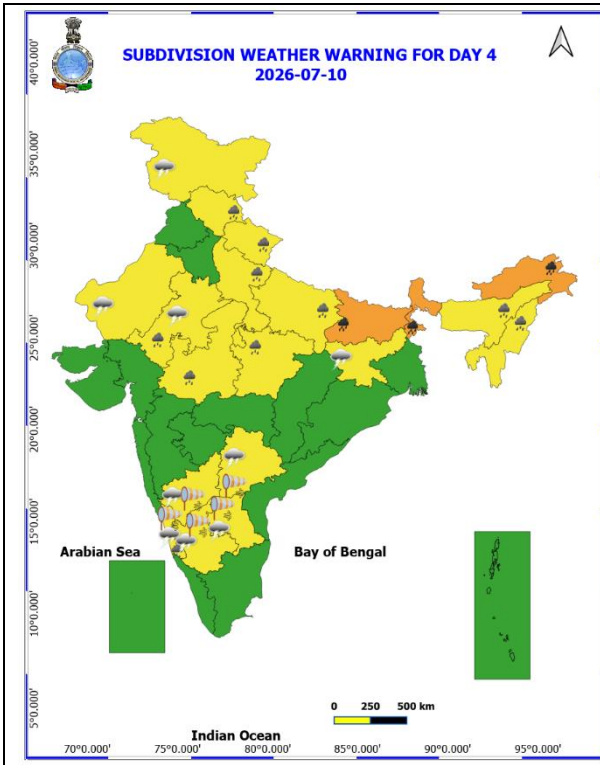 SUBDIVISION WEATHER WARNING FOR DAY 4
2026-07-10
40°0.000'
35°0.000'
30°0.000'
25°0.000'
20°0.000'
15°0.000'
10°0.000'
5°0.000'
Arabian Sea
Bay of Bengal
0 250 500 km
Indian Ocean
70°0.000' 75°0.000' 80°0.000' 85°0.000' 90°0.000' 95°0.000'